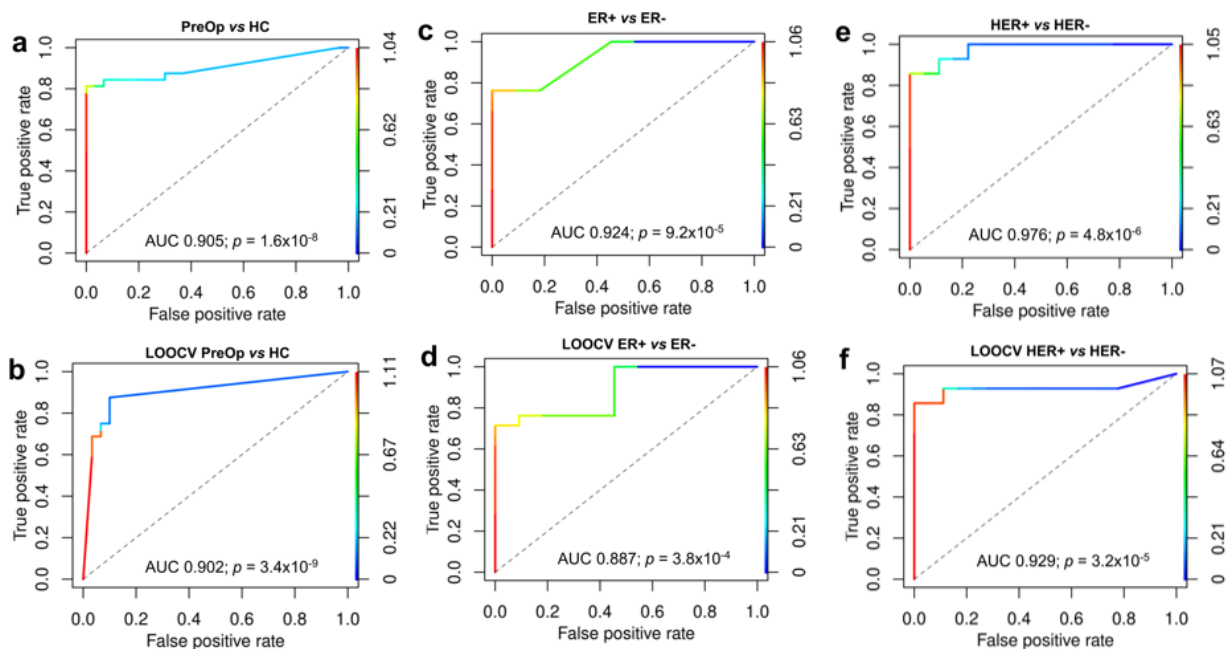 a
PreOp vs HC
True positive rate
0.0 0.2 0.4 0.6 0.8 1.0
0 0.21 0.62 1.04
AUC 0.905; p = 1.6x10-8
0.0 0.2 0.4 0.6 0.8 1.0
False positive rate
c
ER+ vs ER-
True positive rate
0.0 0.2 0.4 0.6 0.8 1.0
0 0.21 0.63 1.06
AUC 0.924; p = 9.2x10-5
0.0 0.2 0.4 0.6 0.8 1.0
False positive rate
e
HER+ vs HER-
True positive rate
0.0 0.2 0.4 0.6 0.8 1.0
0 0.21 0.63 1.05
AUC 0.976; p = 4.8x10-6
0.0 0.2 0.4 0.6 0.8 1.0
False positive rate
b
LOOCV PreOp vs HC
True positive rate
0.0 0.2 0.4 0.6 0.8 1.0
0 0.22 0.67 1.11
AUC 0.902; p = 3.4x10-9
0.0 0.2 0.4 0.6 0.8 1.0
False positive rate
d
LOOCV ER+ vs ER-
True positive rate
0.0 0.2 0.4 0.6 0.8 1.0
0 0.21 0.63 1.06
AUC 0.887; p = 3.8x10-4
0.0 0.2 0.4 0.6 0.8 1.0
False positive rate
f
LOOCV HER+ vs HER-
True positive rate
0.0 0.2 0.4 0.6 0.8 1.0
0 0.21 0.64 1.07
AUC 0.929; p = 3.2x10-5
0.0 0.2 0.4 0.6 0.8 1.0
False positive rate